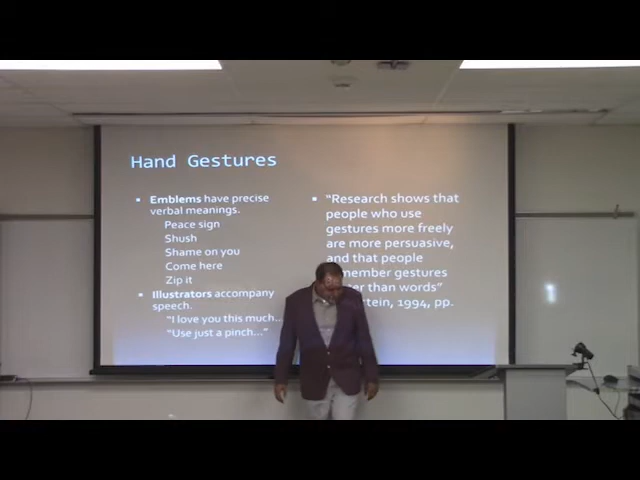 Hand Gestures
▪ Emblems have precise
verbal meanings.
Peace sign
Shush
Shame on you
Come here
Zip it
▪ Illustrators accompany
speech.
"I love you this much...
"Use just a pinch..."
▪ "Research shows that
people who use
gestures more freely
are more persuasive,
and that people
gestures
than words"
1994, pp.